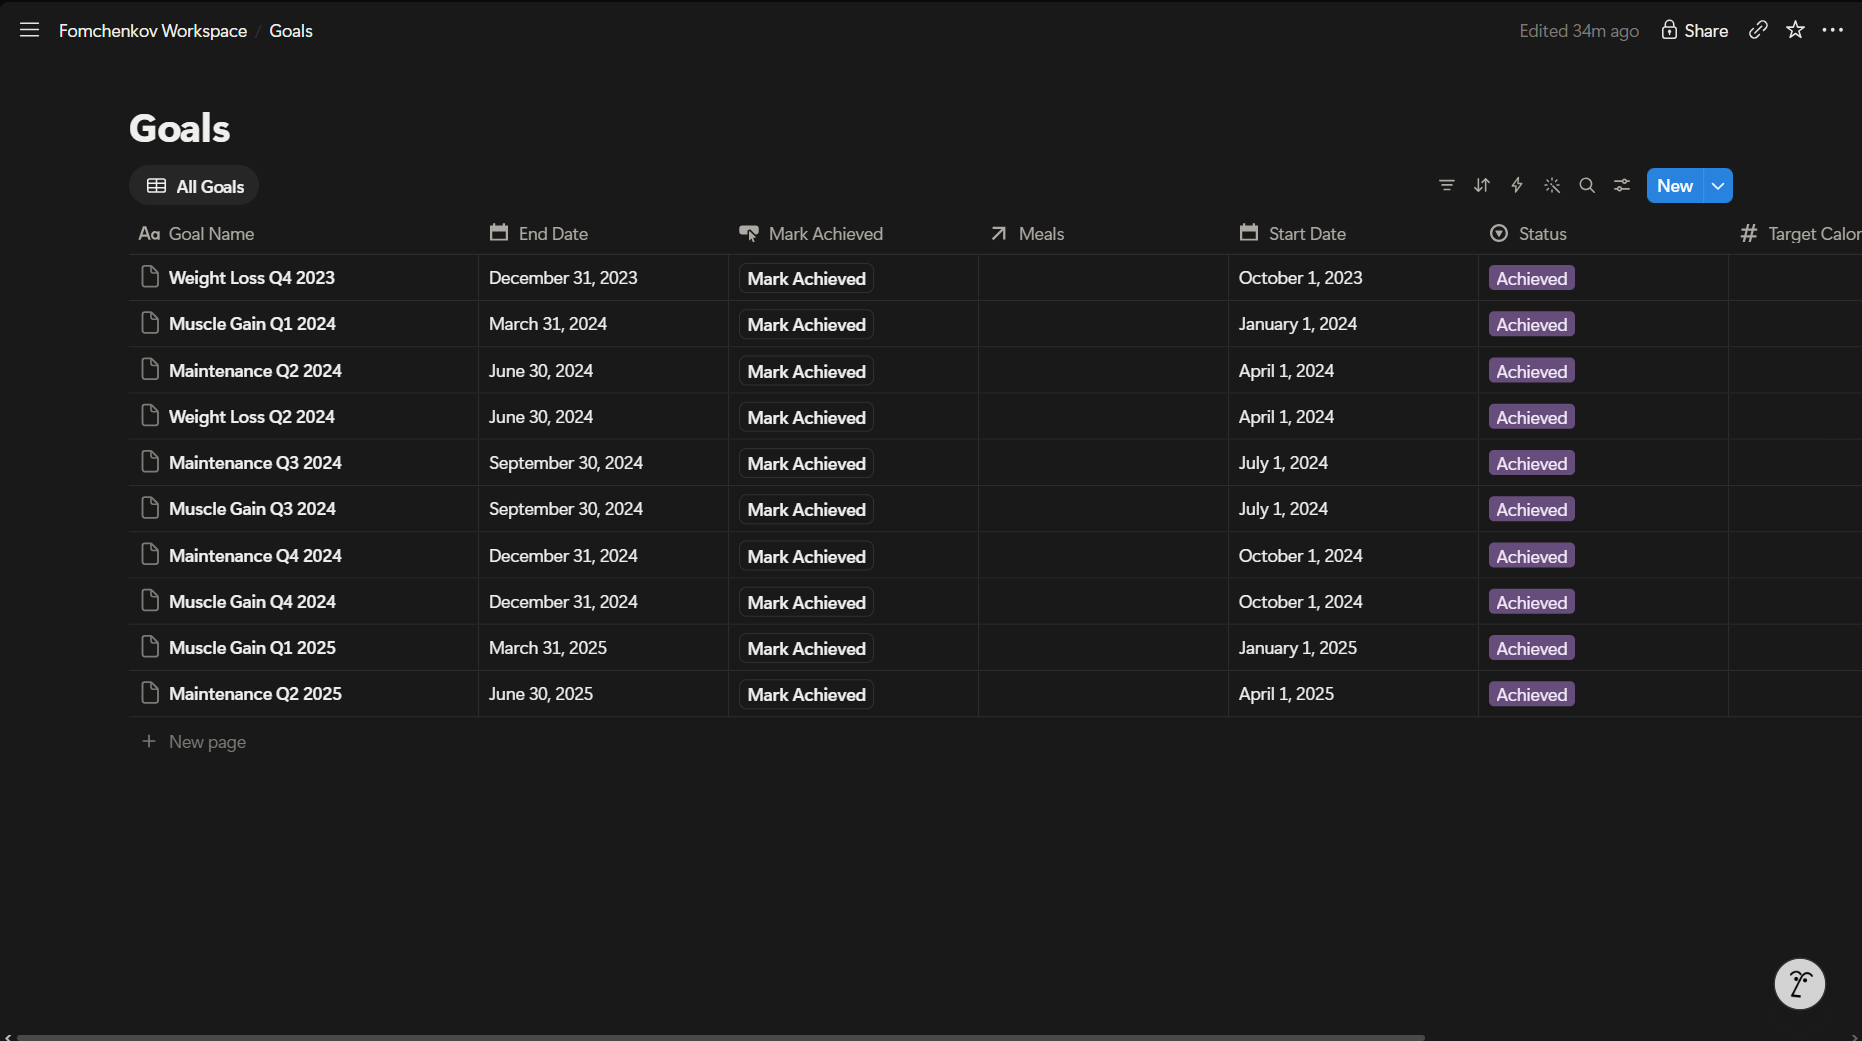 Fomchenkov Workspace / Goals Edited 34m ago Share
Goals
All Goals New
Aa Goal Name End Date Mark Achieved Meals Start Date Status # Target Calor
Weight Loss Q4 2023 December 31, 2023 Mark Achieved October 1, 2023 Achieved
Muscle Gain Q1 2024 March 31, 2024 Mark Achieved January 1, 2024 Achieved
Maintenance Q2 2024 June 30, 2024 Mark Achieved April 1, 2024 Achieved
Weight Loss Q2 2024 June 30, 2024 Mark Achieved April 1, 2024 Achieved
Maintenance Q3 2024 September 30, 2024 Mark Achieved July 1, 2024 Achieved
Muscle Gain Q3 2024 September 30, 2024 Mark Achieved July 1, 2024 Achieved
Maintenance Q4 2024 December 31, 2024 Mark Achieved October 1, 2024 Achieved
Muscle Gain Q4 2024 December 31, 2024 Mark Achieved October 1, 2024 Achieved
Muscle Gain Q1 2025 March 31, 2025 Mark Achieved January 1, 2025 Achieved
Maintenance Q2 2025 June 30, 2025 Mark Achieved April 1, 2025 Achieved
+ New page